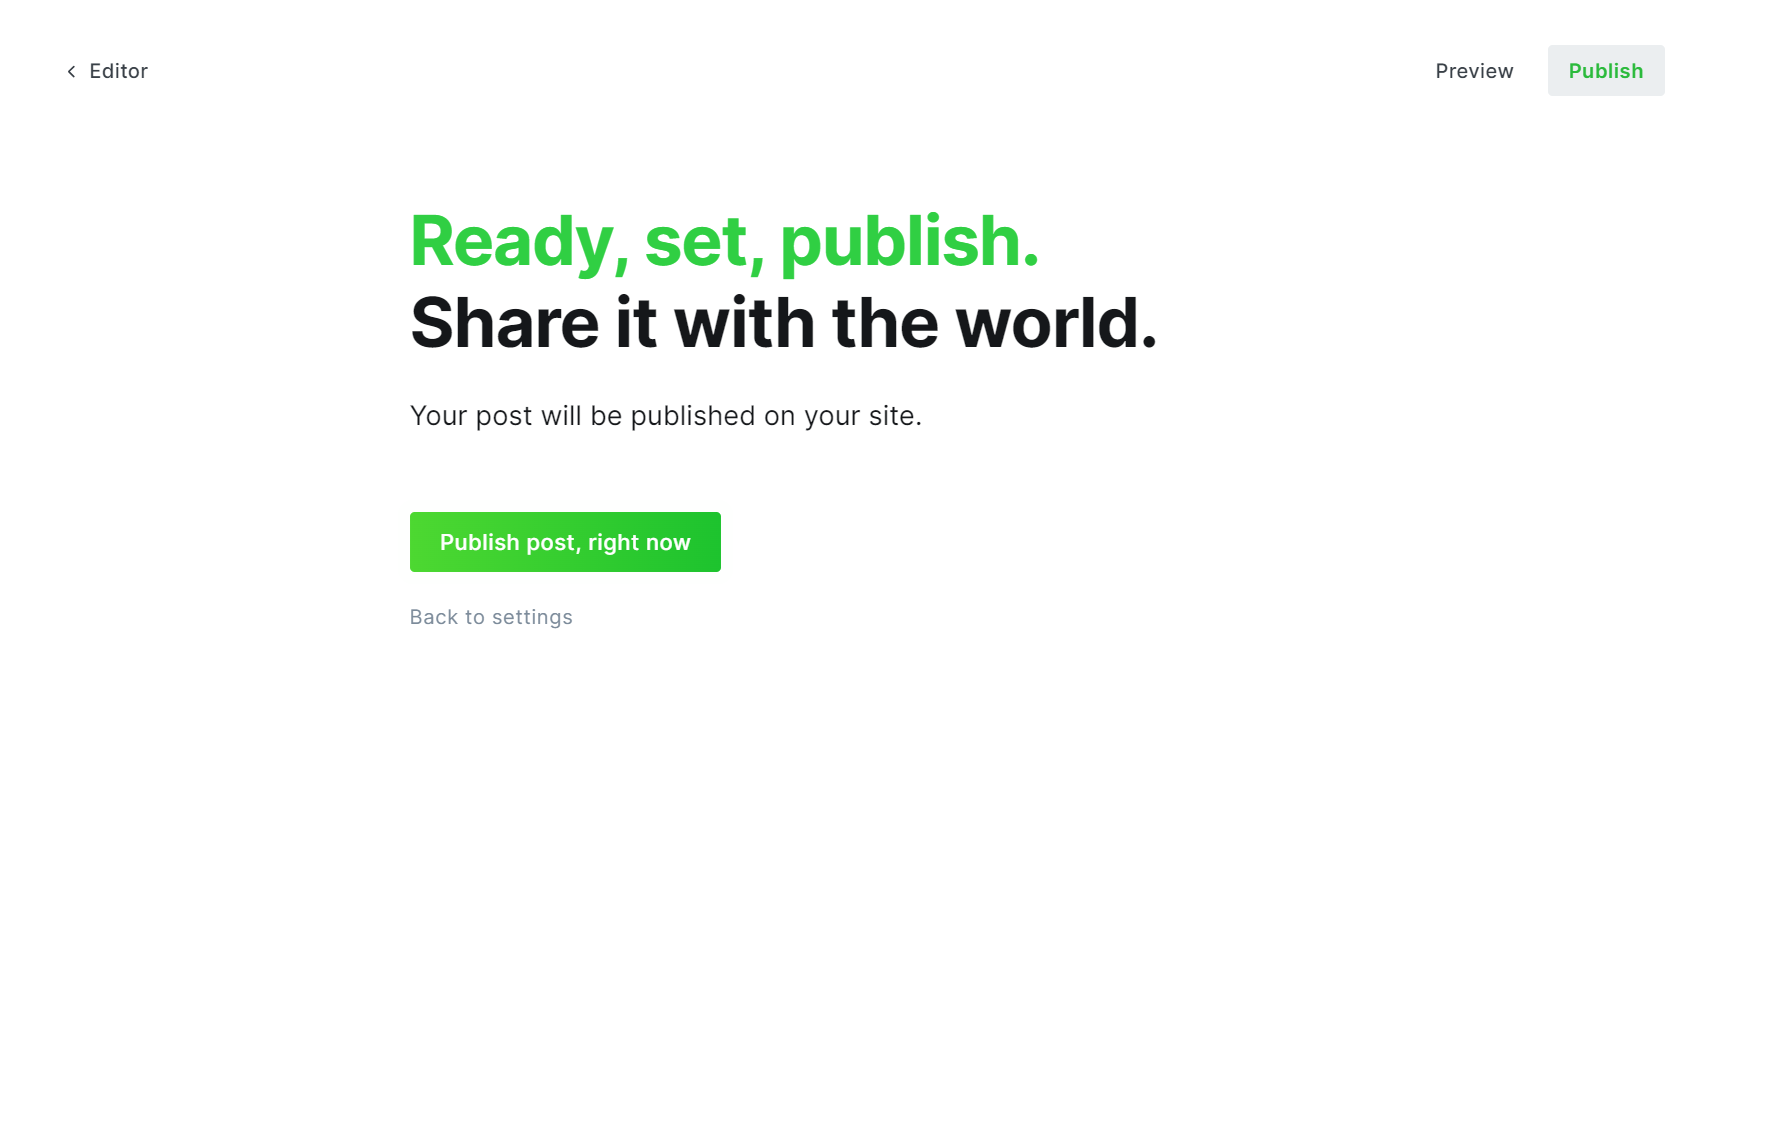 Editor
Preview
Publish
Ready, set, publish.
Share it with the world.
Your post will be published on your site.
Publish post, right now
Back to settings